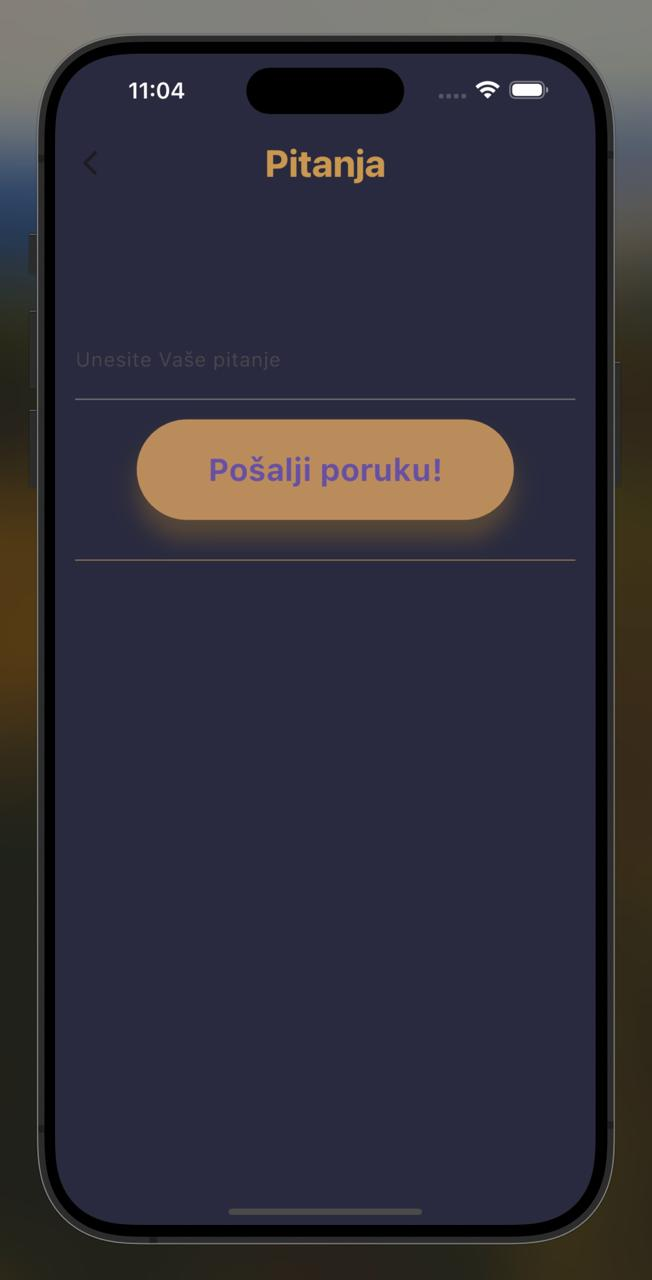 11:04
Pitanja
Unesite Vaše pitanje
Pošalji poruku!